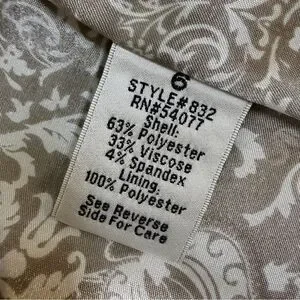 6
STYLE#832
RN#54077
Shell:
63% Polyester
33% Viscose
4% Spandex
Lining:
100% Polyester
See Reverse
Side For Care